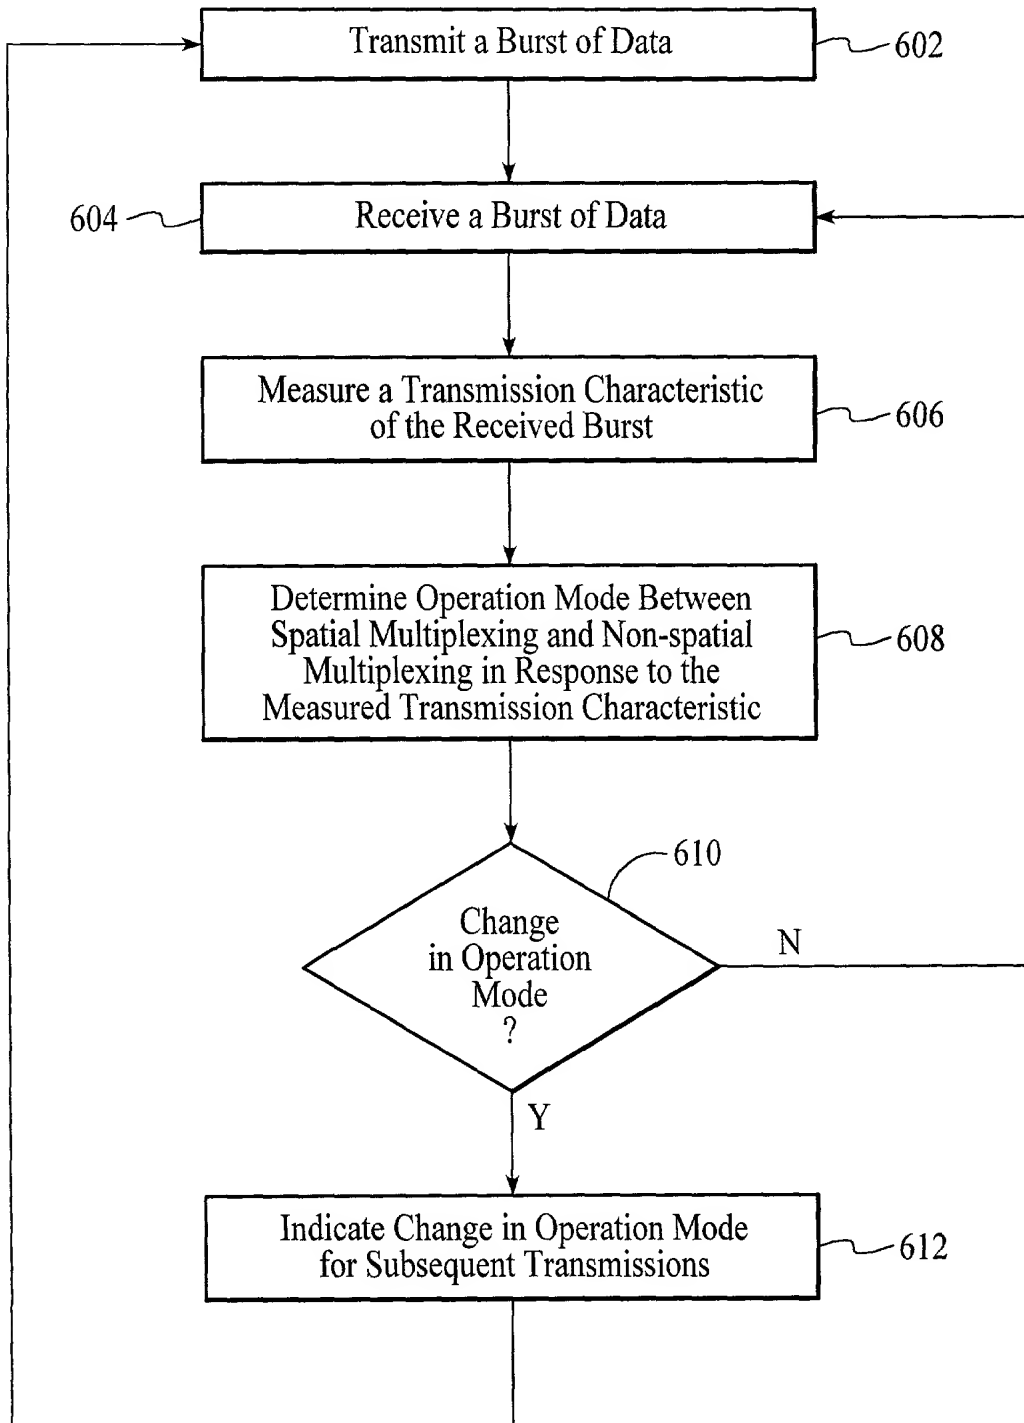 Transmit a Burst of Data
602
604
Receive a Burst of Data
Measure a Transmission Characteristic
of the Received Burst
606
Determine Operation Mode Between
Spatial Multiplexing and Non-spatial
Multiplexing in Response to the
Measured Transmission Characteristic
608
610
Change
in Operation
Mode
?
N
Y
Indicate Change in Operation Mode
for Subsequent Transmissions
612